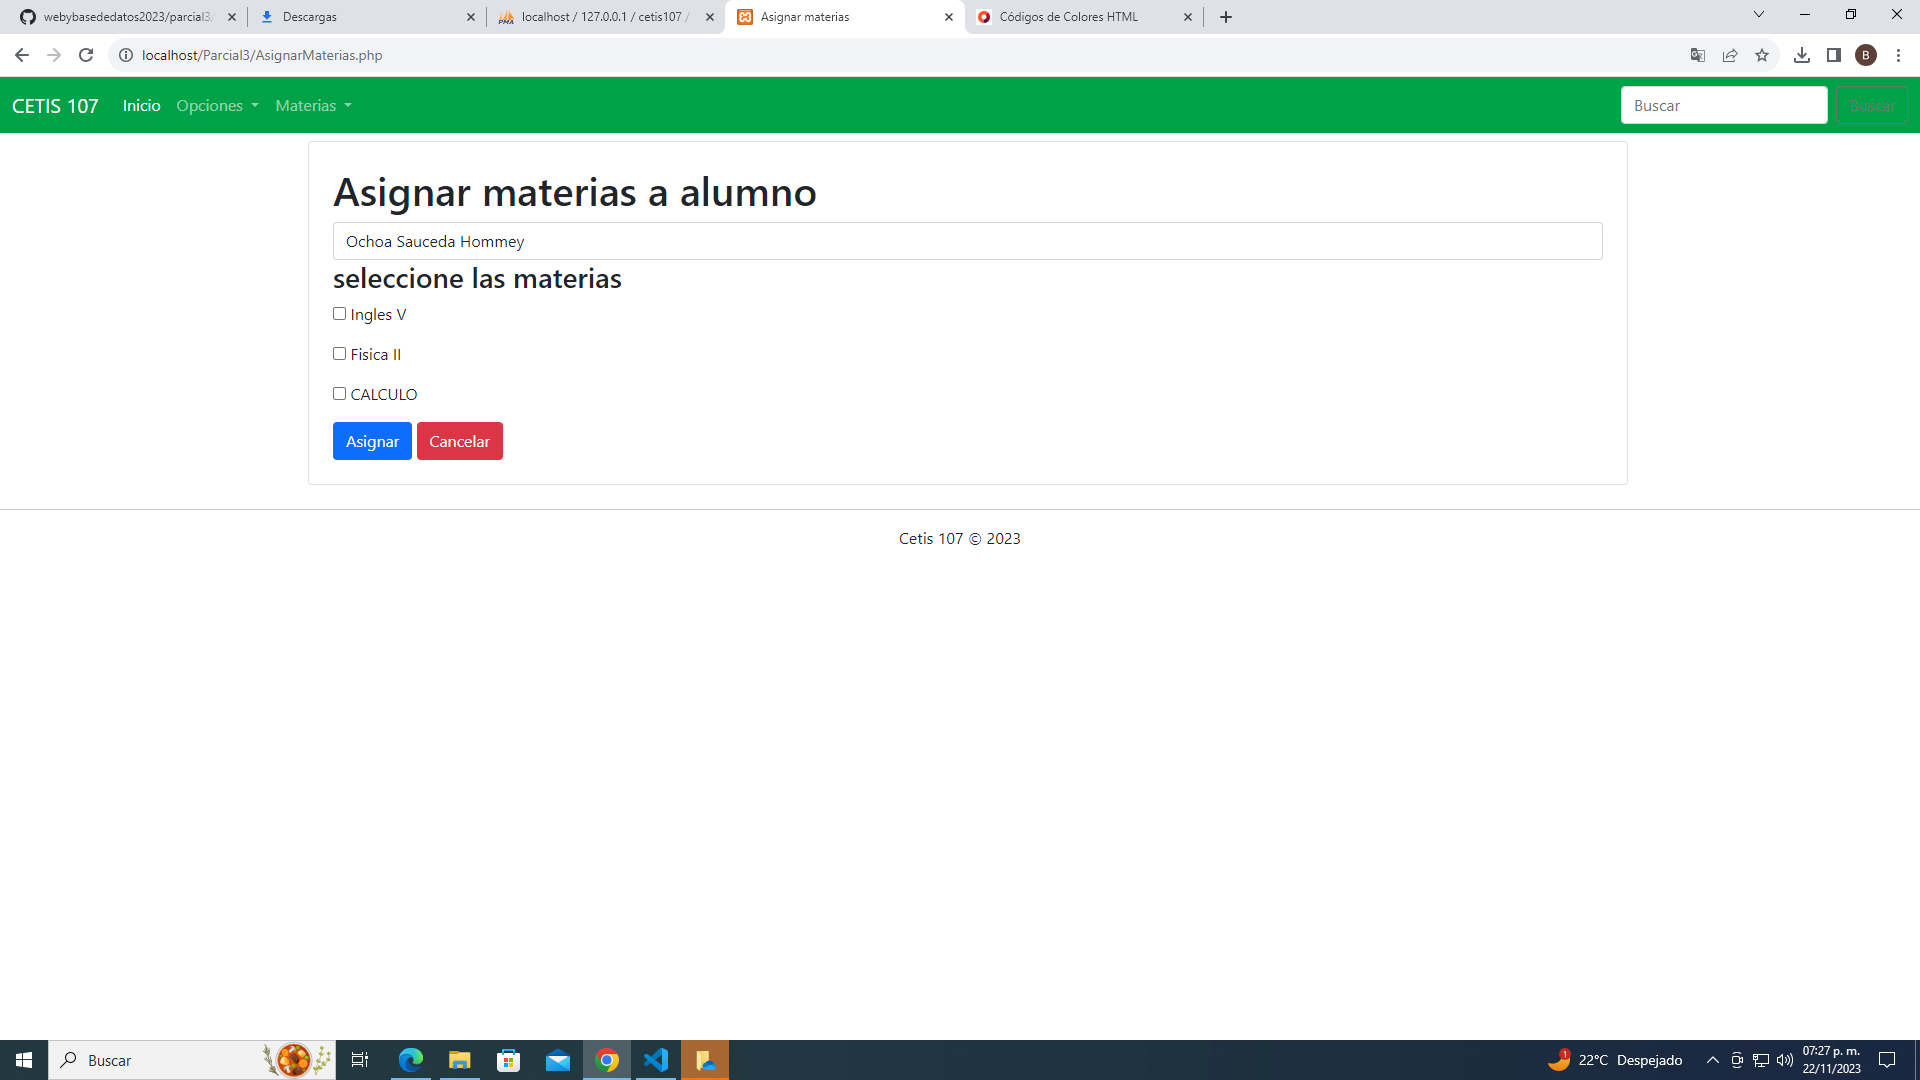 webybasededatos2023/parcial3/
Descargas
localhost / 127.0.0.1 / cetis107 /
Asignar materias
Códigos de Colores HTML
localhost/Parcial3/AsignarMaterias.php
B
CETIS 107
Inicio
Opciones
Materias
Buscar
Buscar
Asignar materias a alumno
Ochoa Sauceda Hommey
seleccione las materias
Ingles V
Fisica II
CALCULO
Asignar
Cancelar
Cetis 107 © 2023
Buscar
1
22°C Despejado
07:27 p. m.
22/11/2023